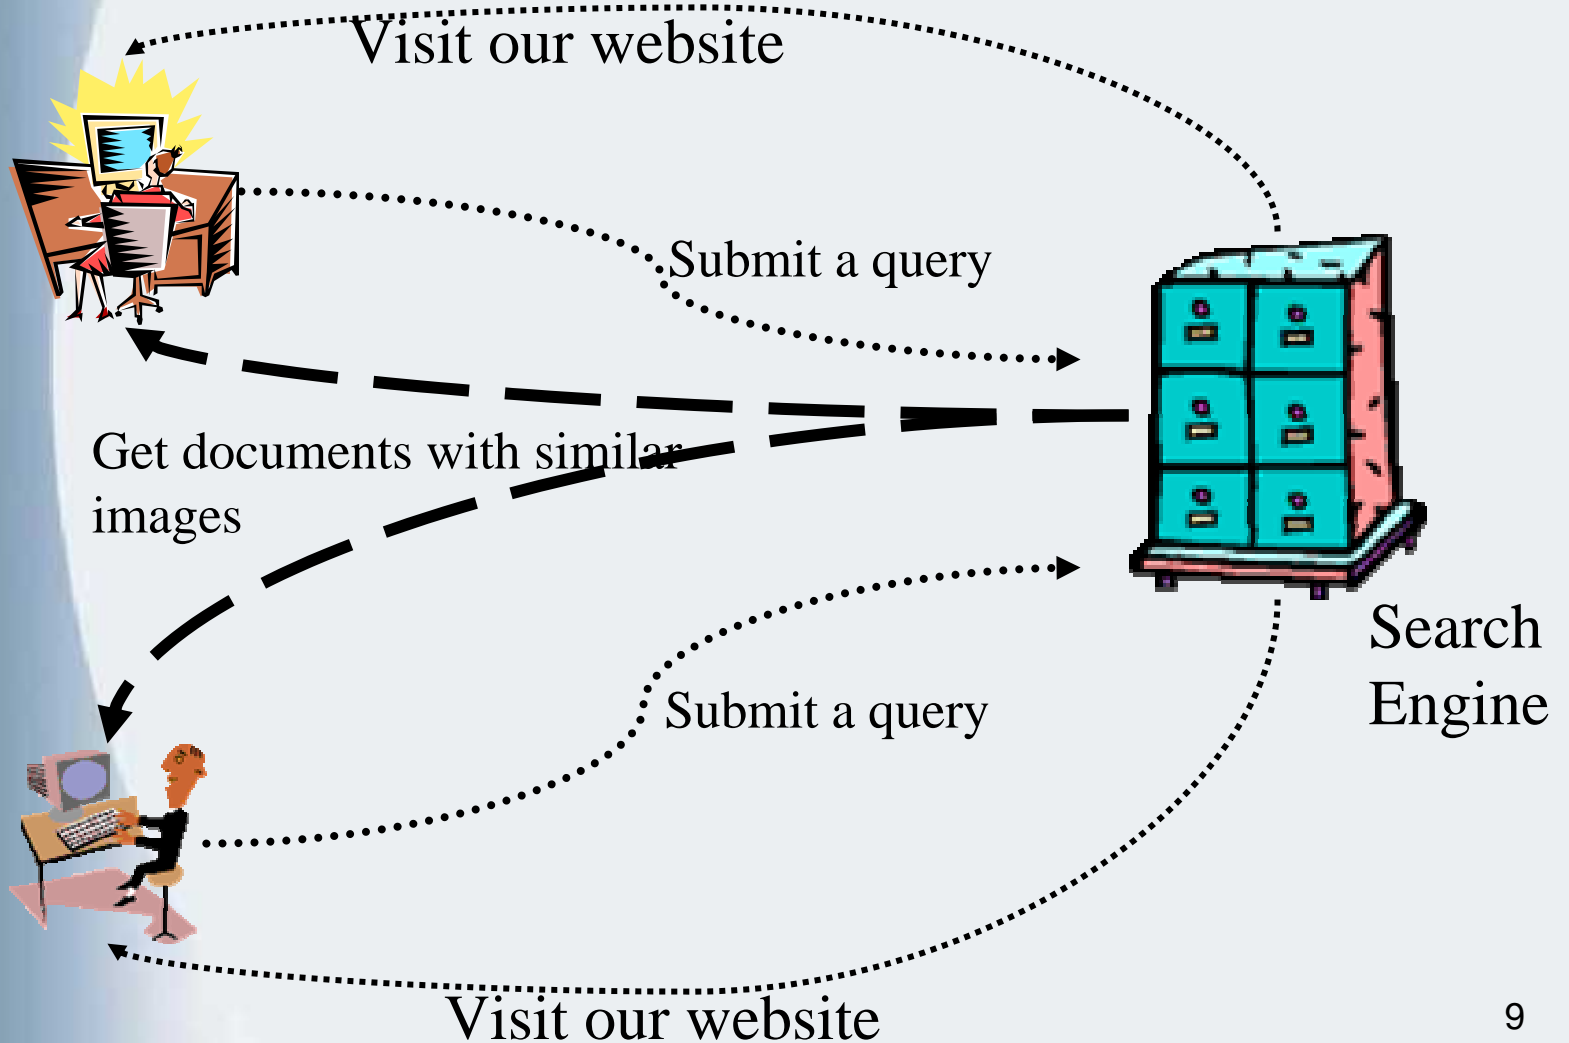 Visit our website
Submit a query
Get documents with similar
images
Search
Engine
Submit a query
Visit our website
9